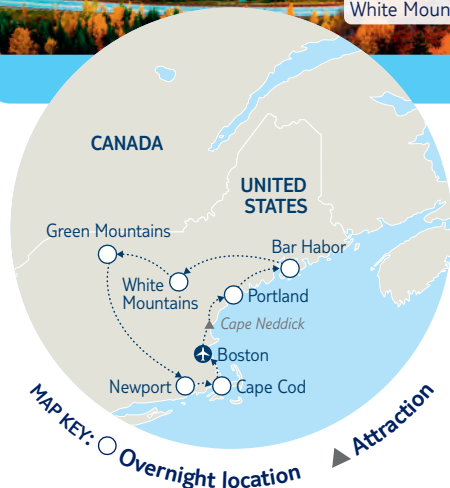 White Moun
CANADA
UNITED
STATES
Green Mountains
Bar Harbor
White
Mountains
Portland
Cape Neddick
Boston
Newport
Cape Cod
MAP KEY: Overnight location Attraction